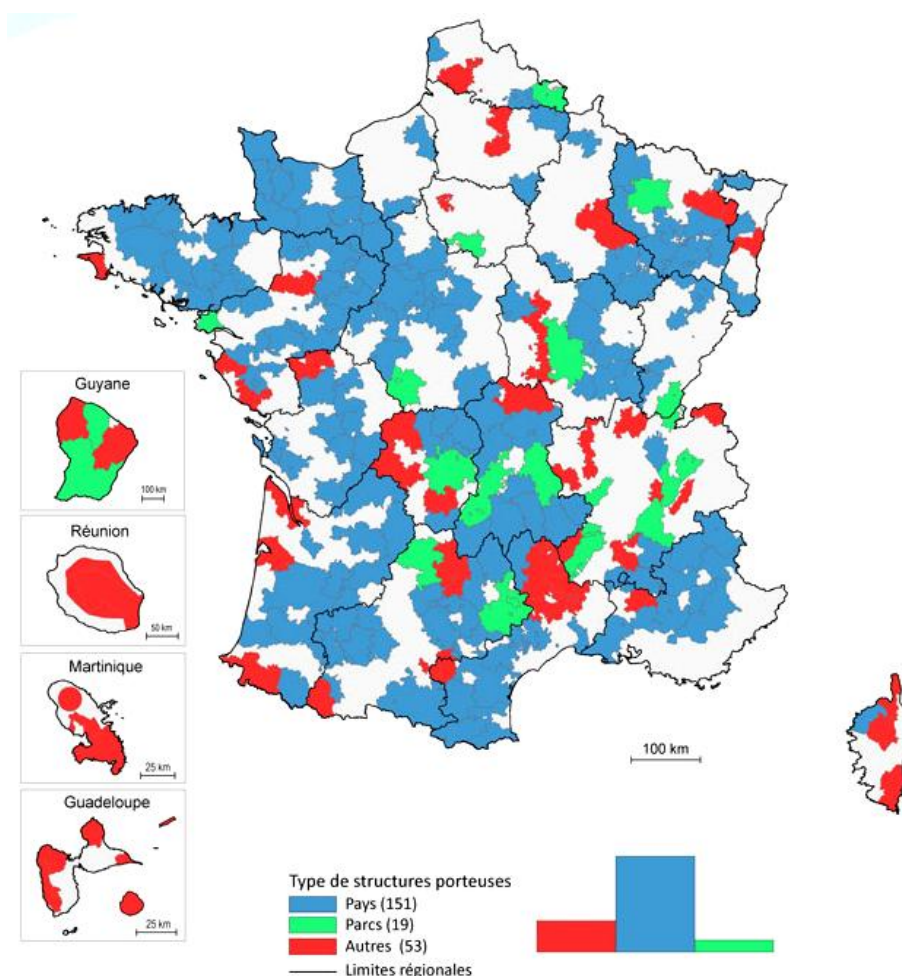 Guyane
100 km
Réunion
50 km
Martinique
25 km
Guadeloupe
25 km
100 km
Type de structures porteuses
Pays (151)
Parcs (19)
Autres (53)
Limites régionales